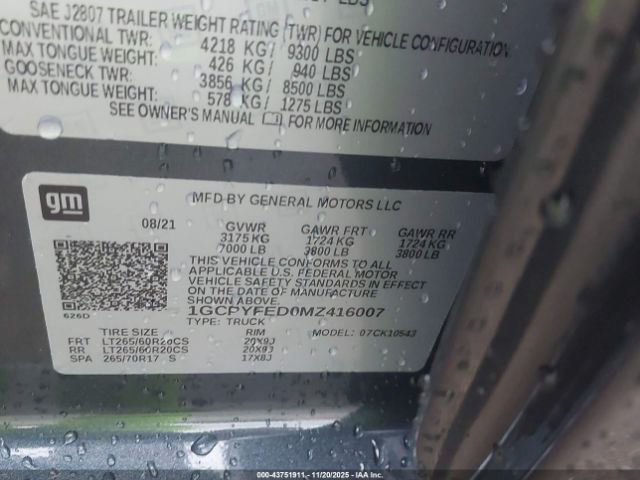 LBS
SAE J2807 TRAILER WEIGHT RATING (TWR) FOR VEHICLE CONFIGURATION
CONVENTIONAL TWR: 4218 KG / 9300 LBS
MAX TONGUE WEIGHT: 426 KG / 940 LBS
GOOSENECK TWR: 3856 KG / 8500 LBS
MAX TONGUE WEIGHT: 578 KG / 1275 LBS
SEE OWNER'S MANUAL FOR MORE INFORMATION
gm
MFD BY GENERAL MOTORS LLC
08/21 GVWR GAWR FRT GAWR RR
3175 KG 1724 KG 1724 KG
7000 LB 3800 LB 3800 LB
THIS VEHICLE CONFORMS TO ALL
APPLICABLE U.S. FEDERAL MOTOR
VEHICLE SAFETY STANDARDS IN EFFECT
ON THE DATE OF MANUFACTURE
SHOWN ABOVE.
626D 1GCPYFED0MZ416007
TYPE: TRUCK MODEL: 07CK10543
TIRE SIZE RIM
FRT LT265/60R20CS 20X9J
RR LT265/60R20CS 20X9J
SPA 265/70R17 S 17X8J
000-43751911 - 11/20/2025 - IAAI